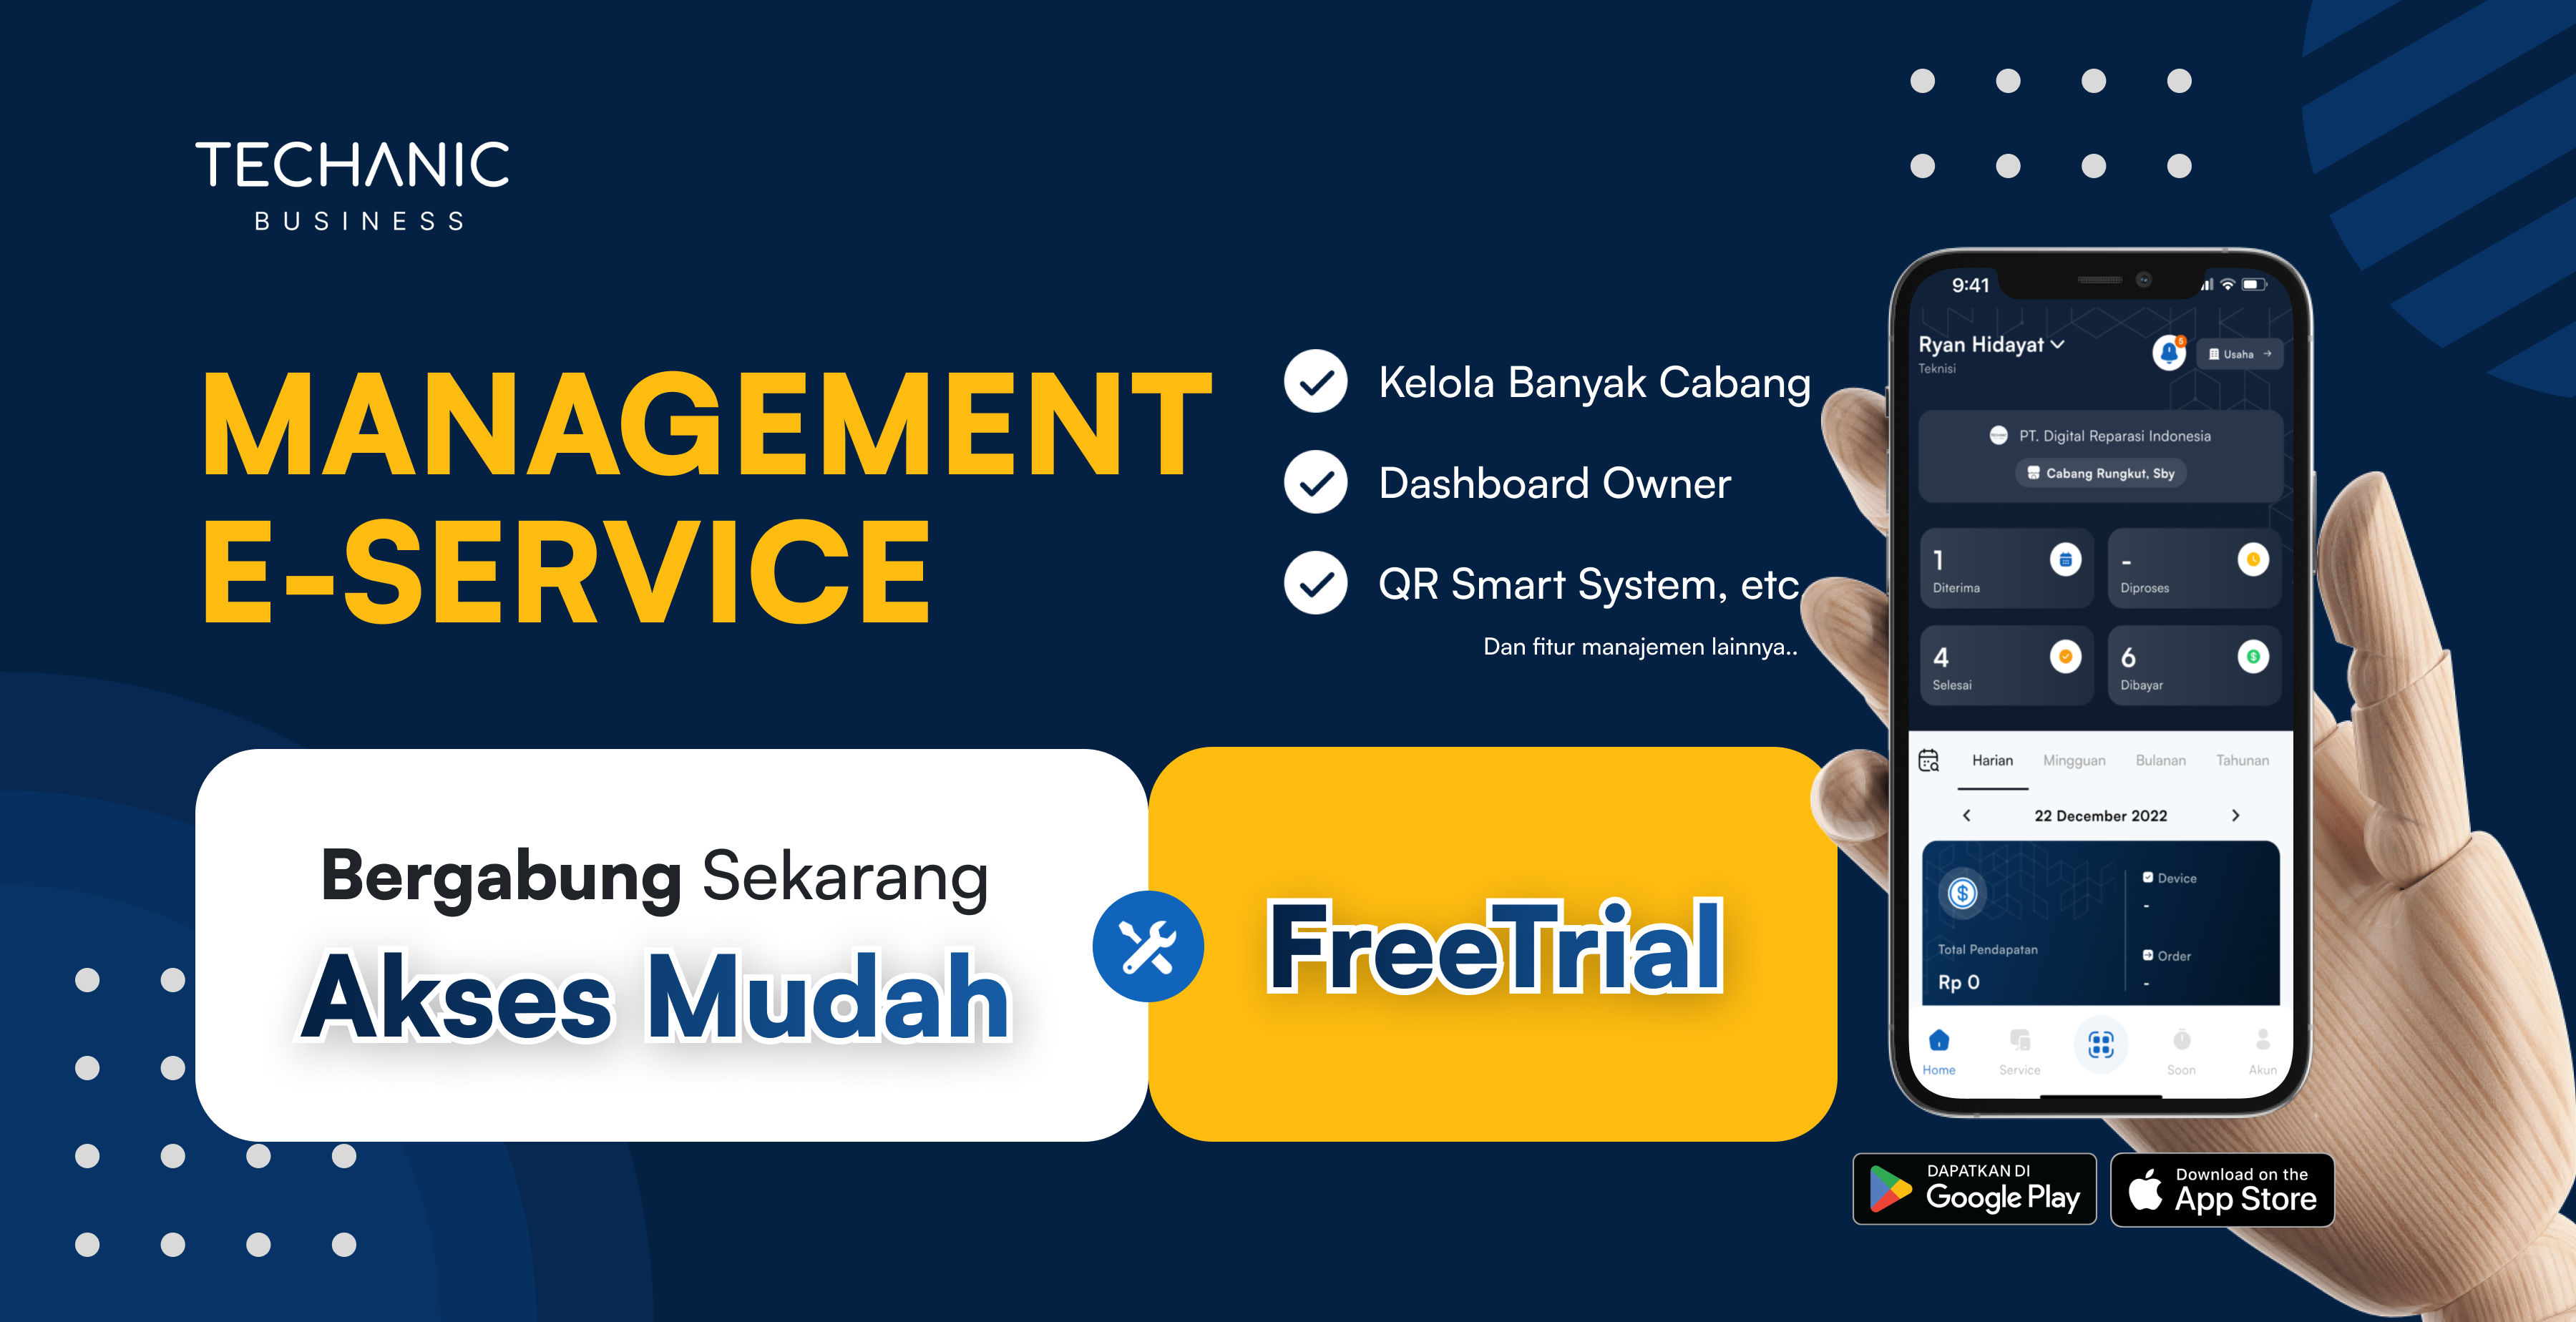 TECHANIC
BUSINESS
MANAGEMENT
E-SERVICE
Kelola Banyak Cabang
Dashboard Owner
QR Smart System, etc
Dan fitur manajemen lainnya..
Bergabung Sekarang
Akses Mudah
FreeTrial
9:41
Ryan Hidayat
Teknisi
5
Usaha
PT. Digital Reparasi Indonesia
Cabang Rungkut, Sby
1
Diterima
-
Diproses
4
Selesai
6
Dibayar
Harian Mingguan Bulanan Tahunan
22 December 2022
Device
-
Total Pendapatan
Rp 0
Order
-
Home Service Soon Akun
DAPATKAN DI
Google Play
Download on the
App Store